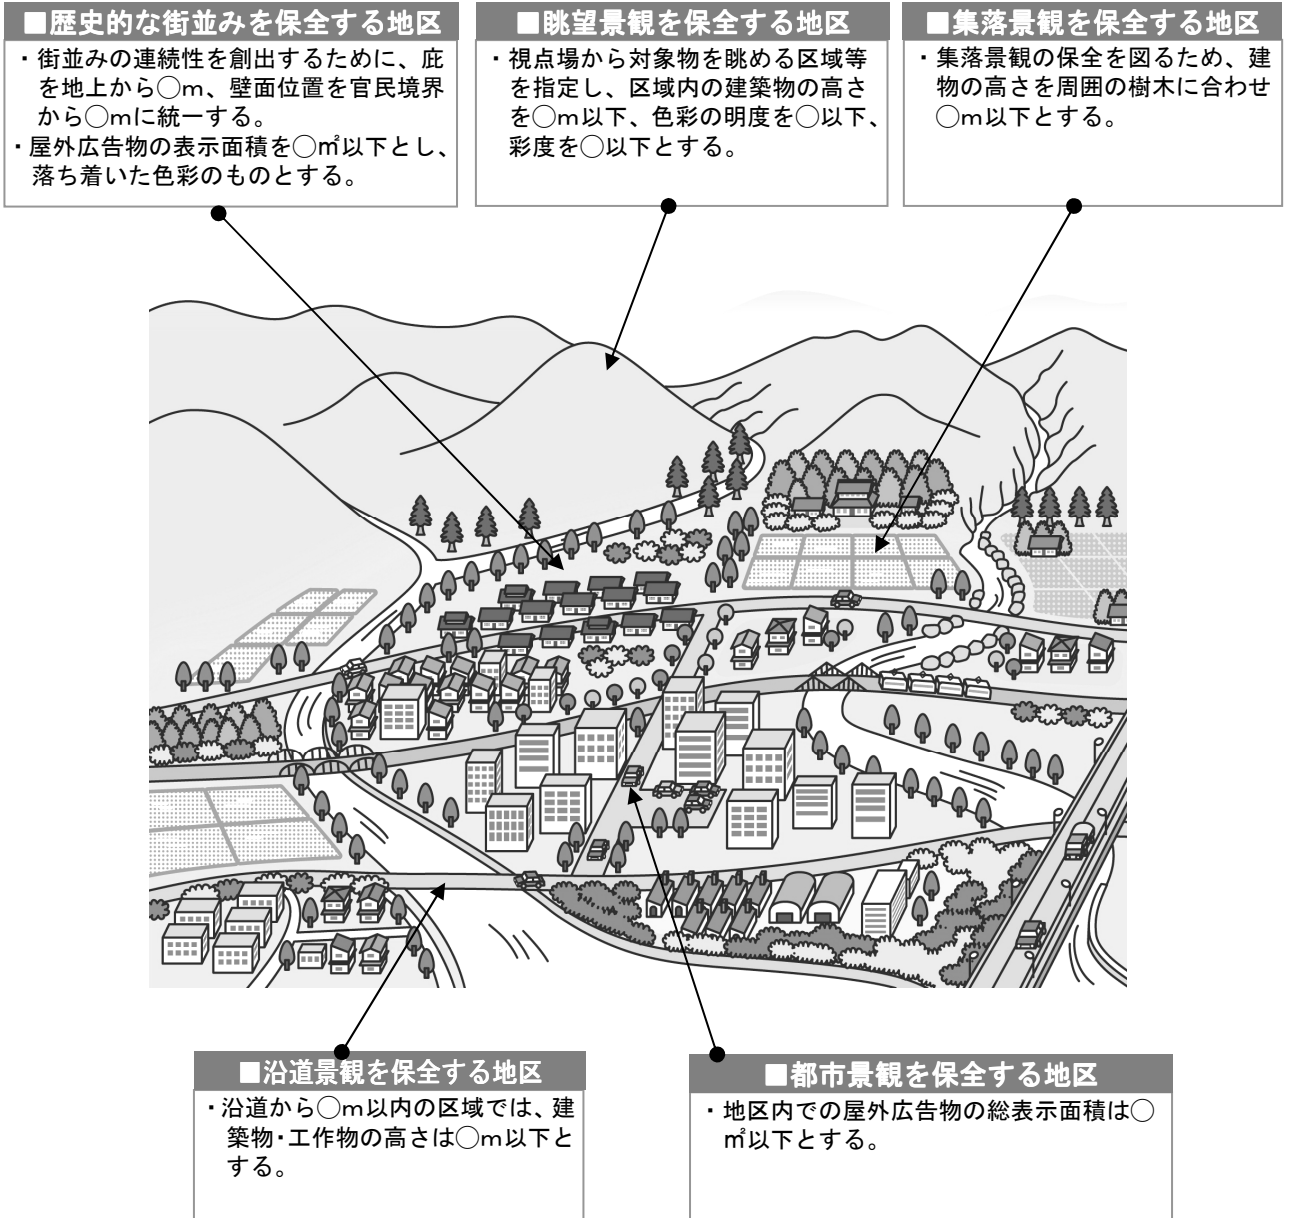 ■歴史的な街並みを保全する地区
・街並みの連続性を創出するために、庇
を地上から○ｍ、壁面位置を官民境界
から○ｍに統一する。
・屋外広告物の表示面積を○㎡以下とし、
落ち着いた色彩のものとする。
■眺望景観を保全する地区
・視点場から対象物を眺める区域等
を指定し、区域内の建築物の高さ
を○ｍ以下、色彩の明度を○以下、
彩度を○以下とする。
■集落景観を保全する地区
・集落景観の保全を図るため、建
物の高さを周囲の樹木に合わせ
○ｍ以下とする。
■沿道景観を保全する地区
・沿道から○ｍ以内の区域では、建
築物・工作物の高さは○ｍ以下と
する。
■都市景観を保全する地区
・地区内での屋外広告物の総表示面積は○
㎡以下とする。